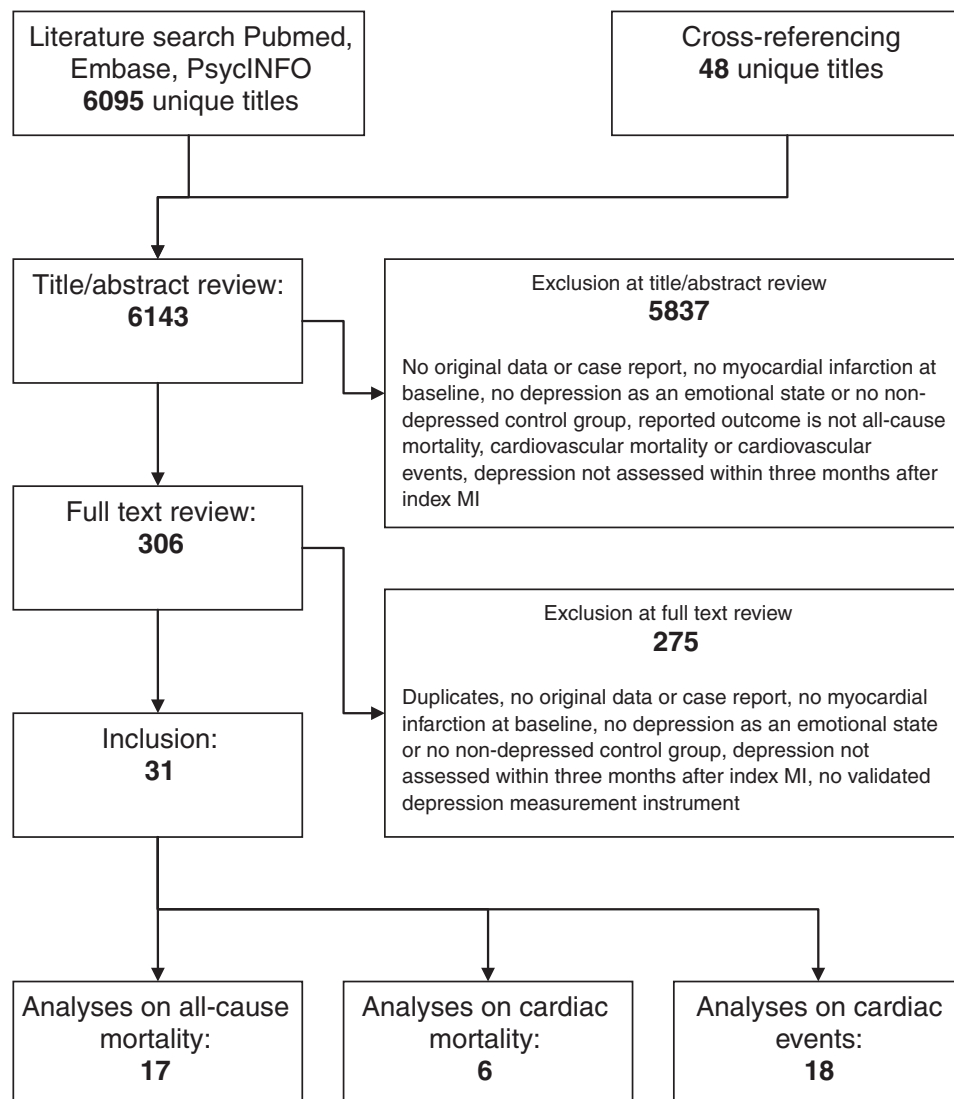 Literature search Pubmed,
Embase, PsycINFO
6095 unique titles
Cross-referencing
48 unique titles
Title/abstract review:
6143
Exclusion at title/abstract review
5837
No original data or case report, no myocardial infarction at
baseline, no depression as an emotional state or no non-
depressed control group, reported outcome is not all-cause
mortality, cardiovascular mortality or cardiovascular
events, depression not assessed within three months after
index MI
Full text review:
306
Exclusion at full text review
275
Duplicates, no original data or case report, no myocardial
infarction at baseline, no depression as an emotional state
or no non-depressed control group, depression not
assessed within three months after index MI, no validated
depression measurement instrument
Inclusion:
31
Analyses on all-cause
mortality:
17
Analyses on cardiac
mortality:
6
Analyses on cardiac
events:
18